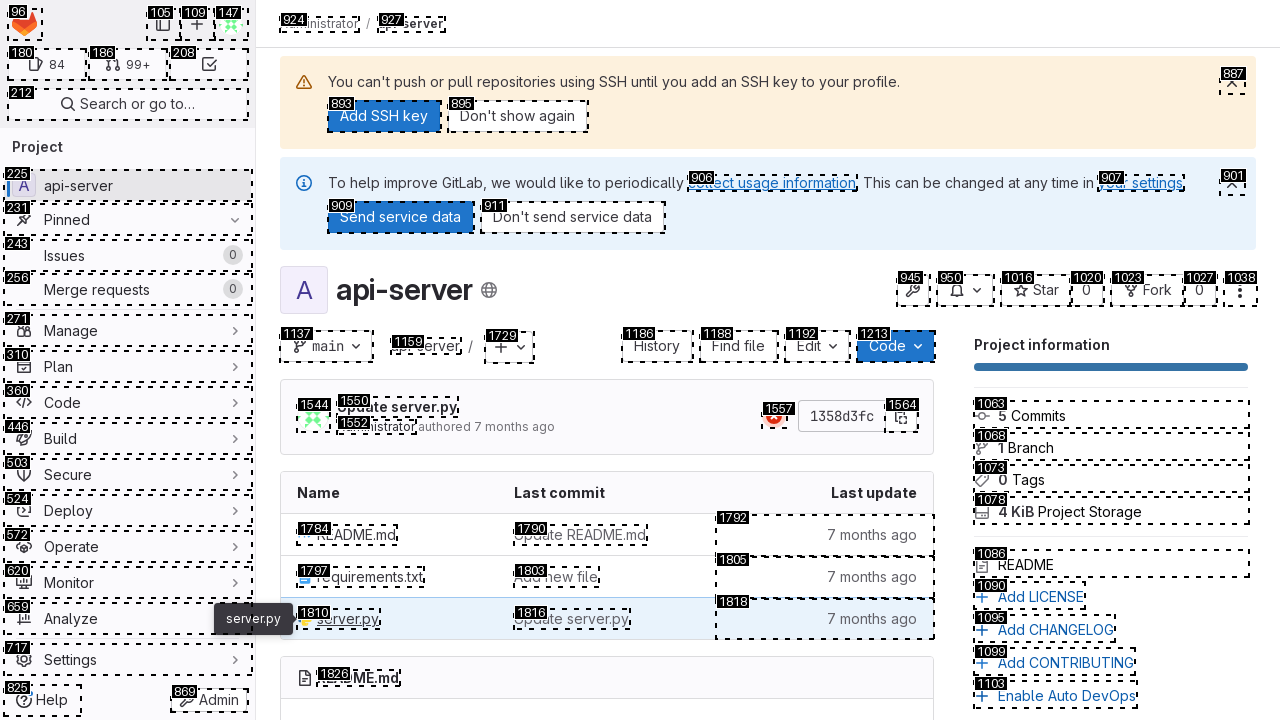 96
105
109
147
180
84
186
99+
208
212
Search or go to…
Project
225
A
api-server
231
Pinned
243
Issues
0
256
Merge requests
0
271
Manage
310
Plan
360
Code
446
Build
503
Secure
524
Deploy
572
Operate
620
Monitor
659
Analyze
server.py
717
Settings
825
Help
869
Admin
924
administrator
/
927
api-server
You can't push or pull repositories using SSH until you add an SSH key to your profile.
887
893
Add SSH key
895
Don't show again
To help improve GitLab, we would like to periodically 906 collect usage information. This can be changed at any time in 907 your settings.
901
909
Send service data
911
Don't send service data
A
api-server
945
950
1016
Star
1020
0
1023
Fork
1027
0
1038
1137
main
1159
api-server
/
1729
1186
History
1188
Find file
1192
Edit
1213
Code
1544
1550
Update server.py
1552
Administrator authored 7 months ago
1557
1358d3fc
1564
Name
Last commit
Last update
1784
README.md
1790
Update README.md
1792
7 months ago
1797
requirements.txt
1803
Add new file
1805
7 months ago
1810
server.py
1816
Update server.py
1818
7 months ago
1826
README.md
Project information
1063
5 Commits
1068
1 Branch
1073
0 Tags
1078
4 KiB Project Storage
1086
README
1090
Add LICENSE
1095
Add CHANGELOG
1099
Add CONTRIBUTING
1103
Enable Auto DevOps